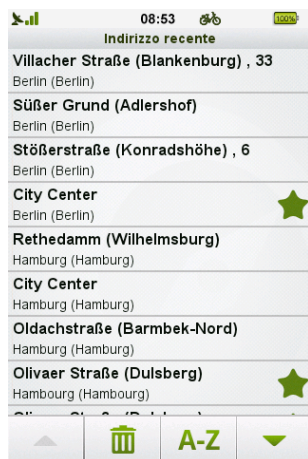 08:53
100%
Indirizzo recente
Villacher Straße (Blankenburg) , 33
Berlin (Berlin)
Süßer Grund (Adlershof)
Berlin (Berlin)
Stößerstraße (Konradshöhe) , 6
Berlin (Berlin)
City Center
Berlin (Berlin)
Rethedamm (Wilhelmsburg)
Hamburg (Hamburg)
City Center
Hamburg (Hamburg)
Oldachstraße (Barmbek-Nord)
Hamburg (Hamburg)
Olivaer Straße (Dulsberg)
Hambourg (Hambourg)
A-Z